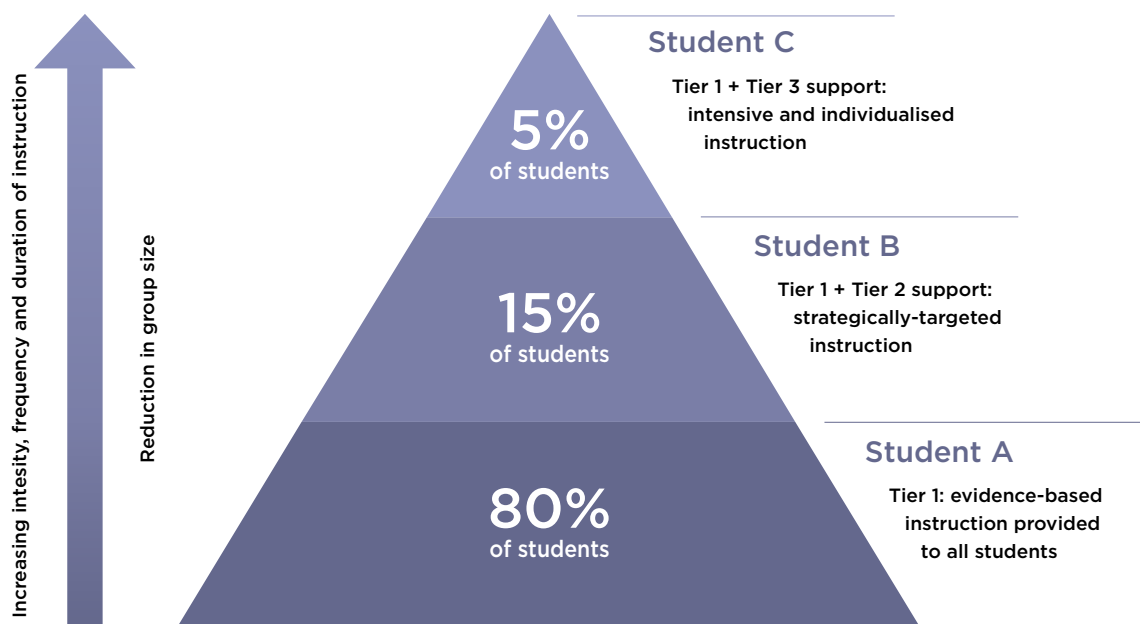 Increasing intesity, frequency and duration of instruction
Reduction in group size
5%
of students
Student C
Tier 1 + Tier 3 support:
intensive and individualised
instruction
15%
of students
Student B
Tier 1 + Tier 2 support:
strategically-targeted
instruction
80%
of students
Student A
Tier 1: evidence-based
instruction provided
to all students